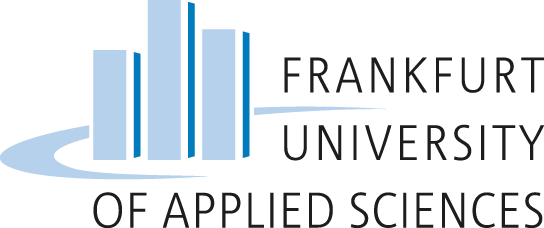 FRANKFURT
UNIVERSITY
OF APPLIED SCIENCES